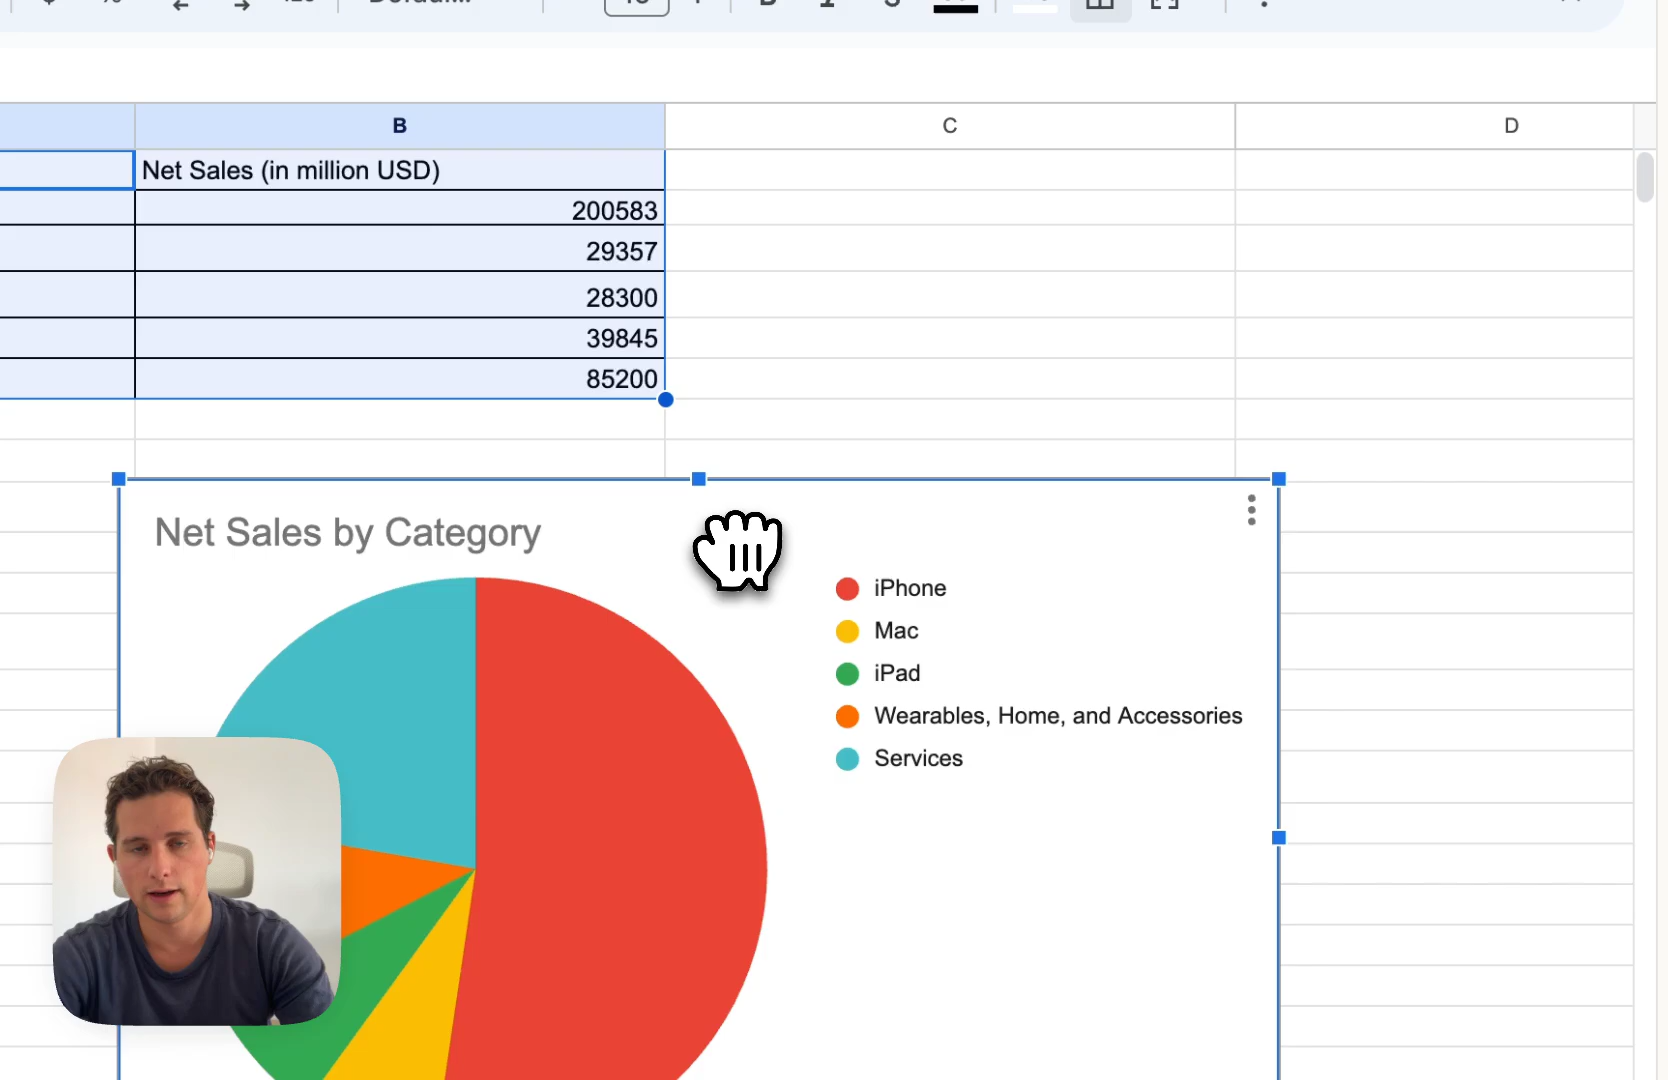 B
C
D
Net Sales (in million USD)
200583
29357
28300
39845
85200
Net Sales by Category
iPhone
Mac
iPad
Wearables, Home, and Accessories
Services